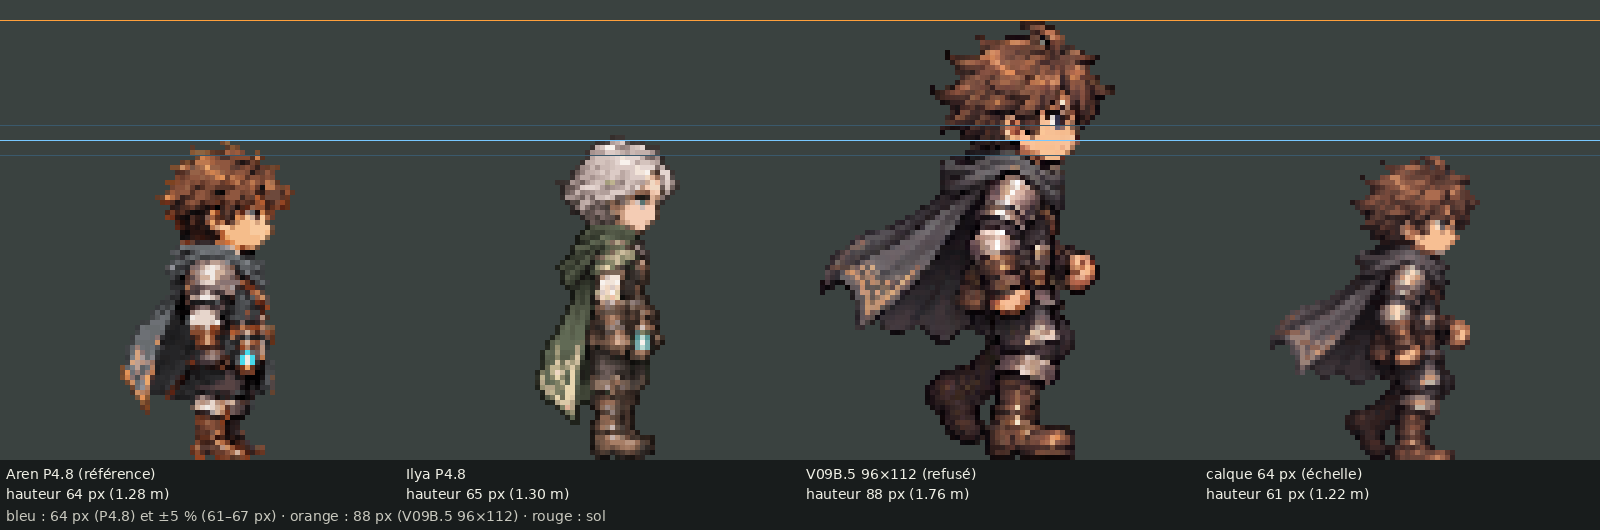 Aren P4.8 (référence)
hauteur 64 px (1.28 m)
Ilya P4.8
hauteur 65 px (1.30 m)
V09B.5 96×112 (refusé)
hauteur 88 px (1.76 m)
calque 64 px (échelle)
hauteur 61 px (1.22 m)
bleu : 64 px (P4.8) et ±5 % (61–67 px) · orange : 88 px (V09B.5 96×112) · rouge : sol